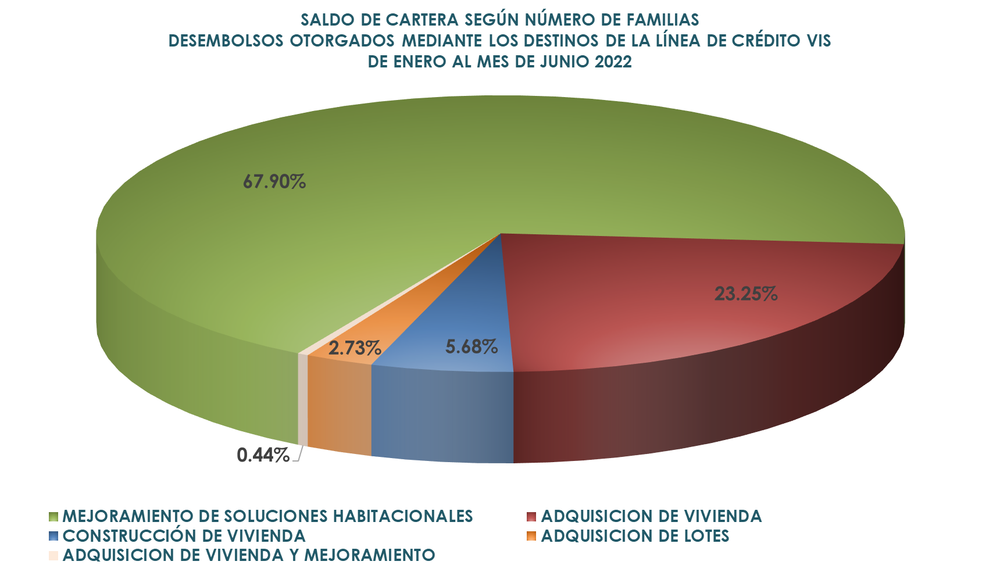 SALDO DE CARTERA SEGÚN NÚMERO DE FAMILIAS
DESEMBOLSOS OTORGADOS MEDIANTE LOS DESTINOS DE LA LÍNEA DE CRÉDITO VIS
DE ENERO AL MES DE JUNIO 2022
67.90%
23.25%
5.68%
2.73%
0.44%
MEJORAMIENTO DE SOLUCIONES HABITACIONALES
ADQUISICION DE VIVIENDA
CONSTRUCCIÓN DE VIVIENDA
ADQUISICION DE LOTES
ADQUISICION DE VIVIENDA Y MEJORAMIENTO